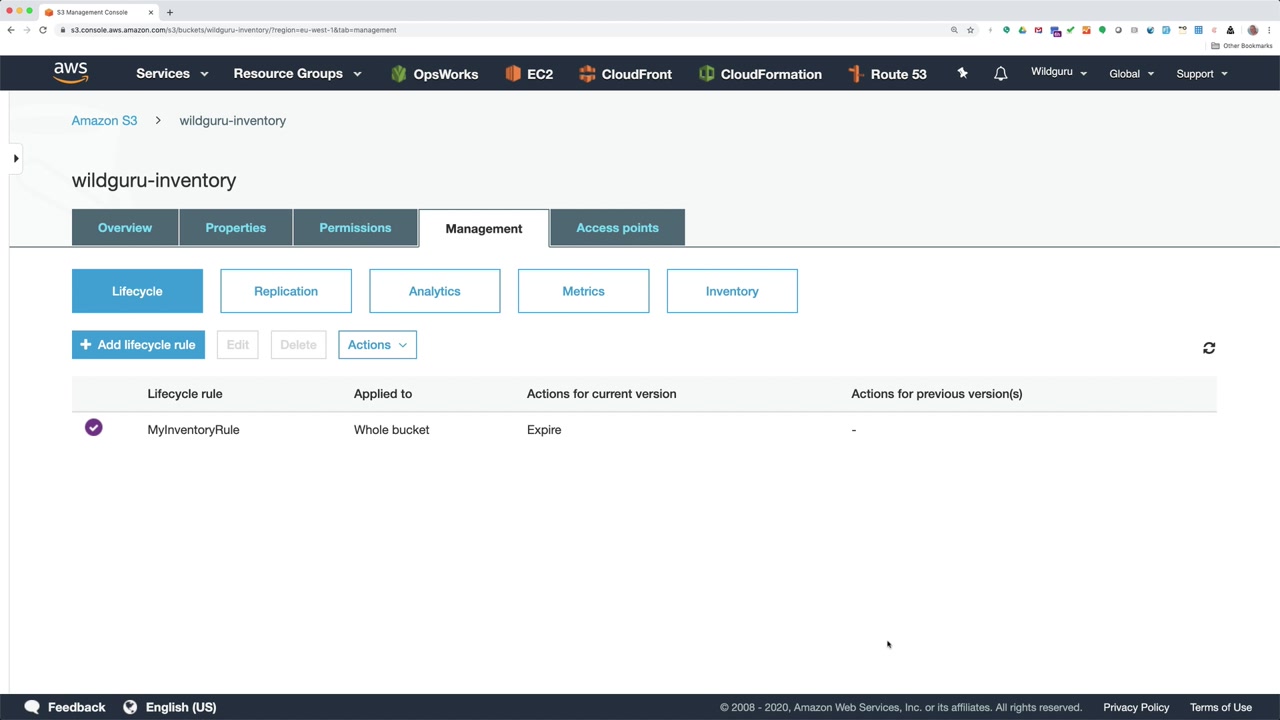 S3 Management Console
s3.console.aws.amazon.com/s3/buckets/wildguru-inventory/?region=eu-west-1&tab=management
Other Bookmarks
aws Services Resource Groups OpsWorks EC2 CloudFront CloudFormation Route 53 Wildguru Global Support
Amazon S3 > wildguru-inventory
wildguru-inventory
Overview Properties Permissions Management Access points
Lifecycle Replication Analytics Metrics Inventory
+ Add lifecycle rule Edit Delete Actions
Lifecycle rule Applied to Actions for current version Actions for previous version(s)
MyInventoryRule Whole bucket Expire -
Feedback English (US) © 2008 - 2020, Amazon Web Services, Inc. or its affiliates. All rights reserved. Privacy Policy Terms of Use